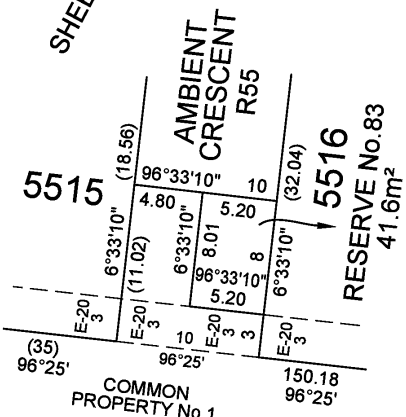 SHEL
AMBIENT
CRESCENT
R55
(18.56)
96°33'10"
10
(32.04)
5516
RESERVE No.83
41.6m²
5515
4.80
5.20
6°33'10"
(11.02)
6°33'10"
8.01
8
6°33'10"
96°33'10"
5.20
E-20
3
10
E-20
3
3
E-20
3
(35)
96°25'
96°25'
150.18
96°25'
COMMON
PROPERTY No.1